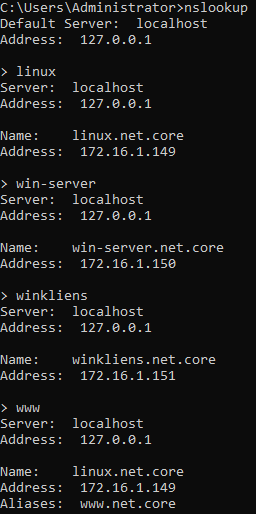 C:\Users\Administrator>nslookup
Default Server:  localhost
Address:  127.0.0.1
> linux
Server:  localhost
Address:  127.0.0.1
Name:    linux.net.core
Address:  172.16.1.149
> win-server
Server:  localhost
Address:  127.0.0.1
Name:    win-server.net.core
Address:  172.16.1.150
> winkliens
Server:  localhost
Address:  127.0.0.1
Name:    winkliens.net.core
Address:  172.16.1.151
> www
Server:  localhost
Address:  127.0.0.1
Name:    linux.net.core
Address:  172.16.1.149
Aliases:  www.net.core